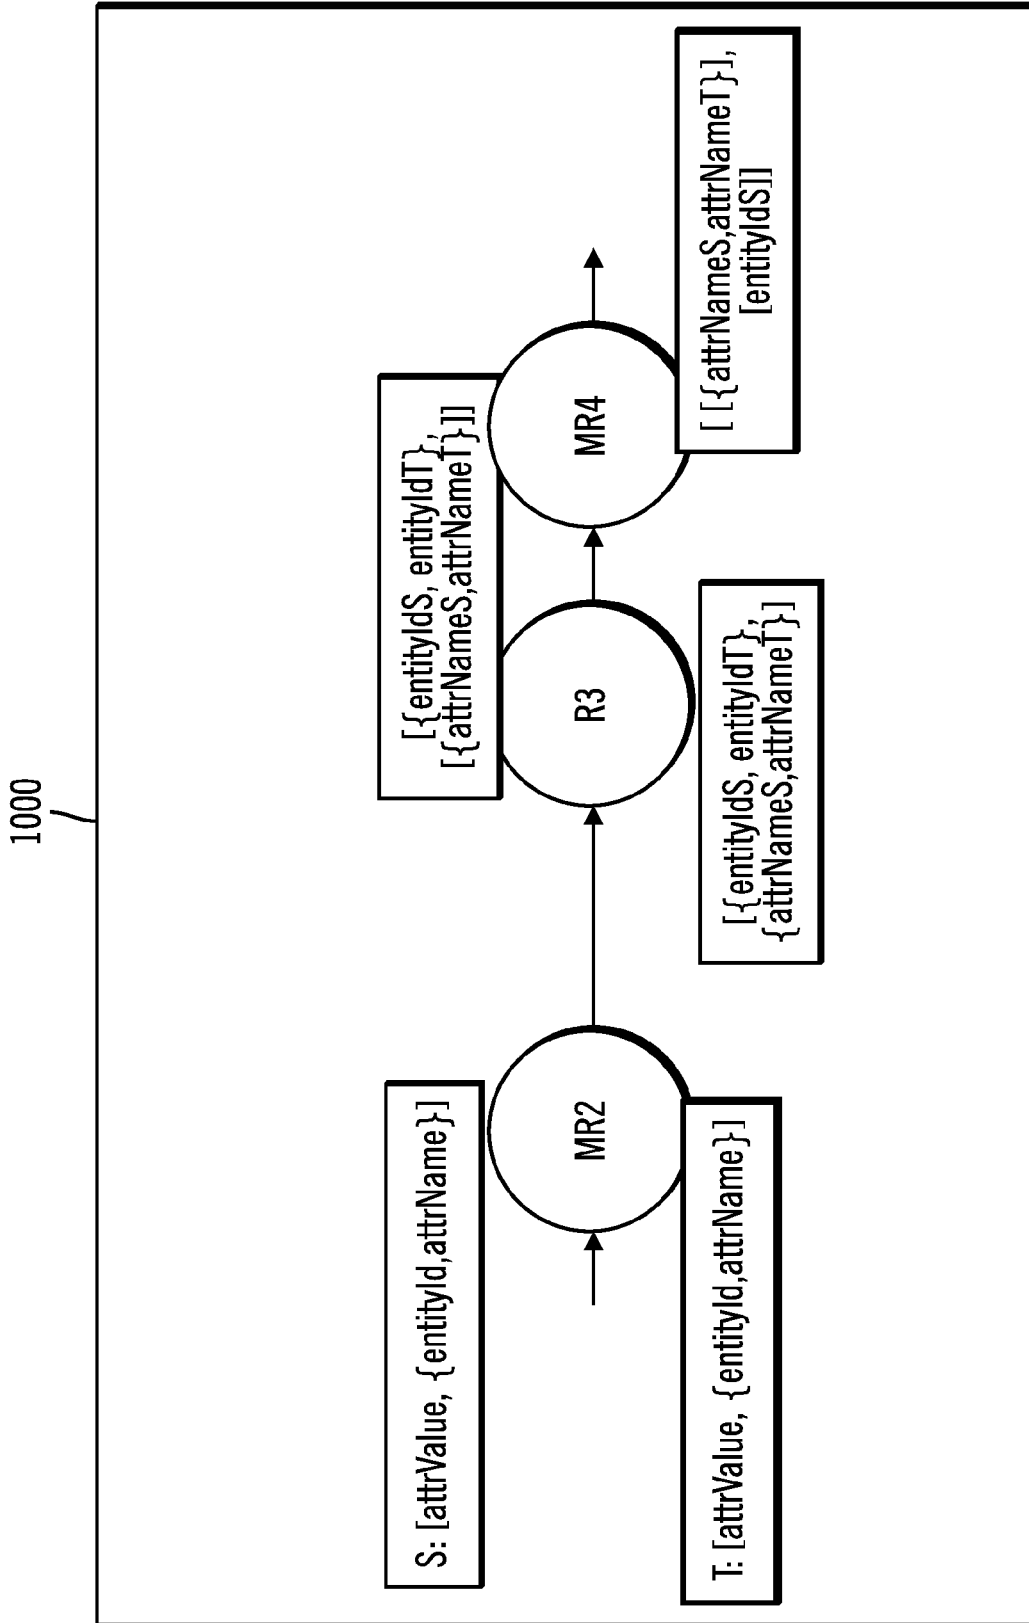 1000
S: [attrValue, {entityId,attrName}]
MR2
T: [attrValue, {entityId,attrName}]
[{entityIdS, entityIdT},
[{attrNameS,attrNameT}]]
R3
[{entityIdS, entityIdT},
{attrNameS,attrNameT}]
MR4
[ [{attrNameS,attrNameT}],
[entityIdS]]